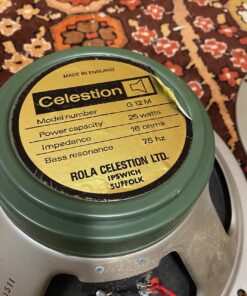 MADE IN ENGLAND
Celestion
Model number G 12 M
Power capacity 25 watts
Impedance 16 ohms
Bass resonance 75 hz
ROLA CELESTION LTD.
IPSWICH
SUFFOLK
1511